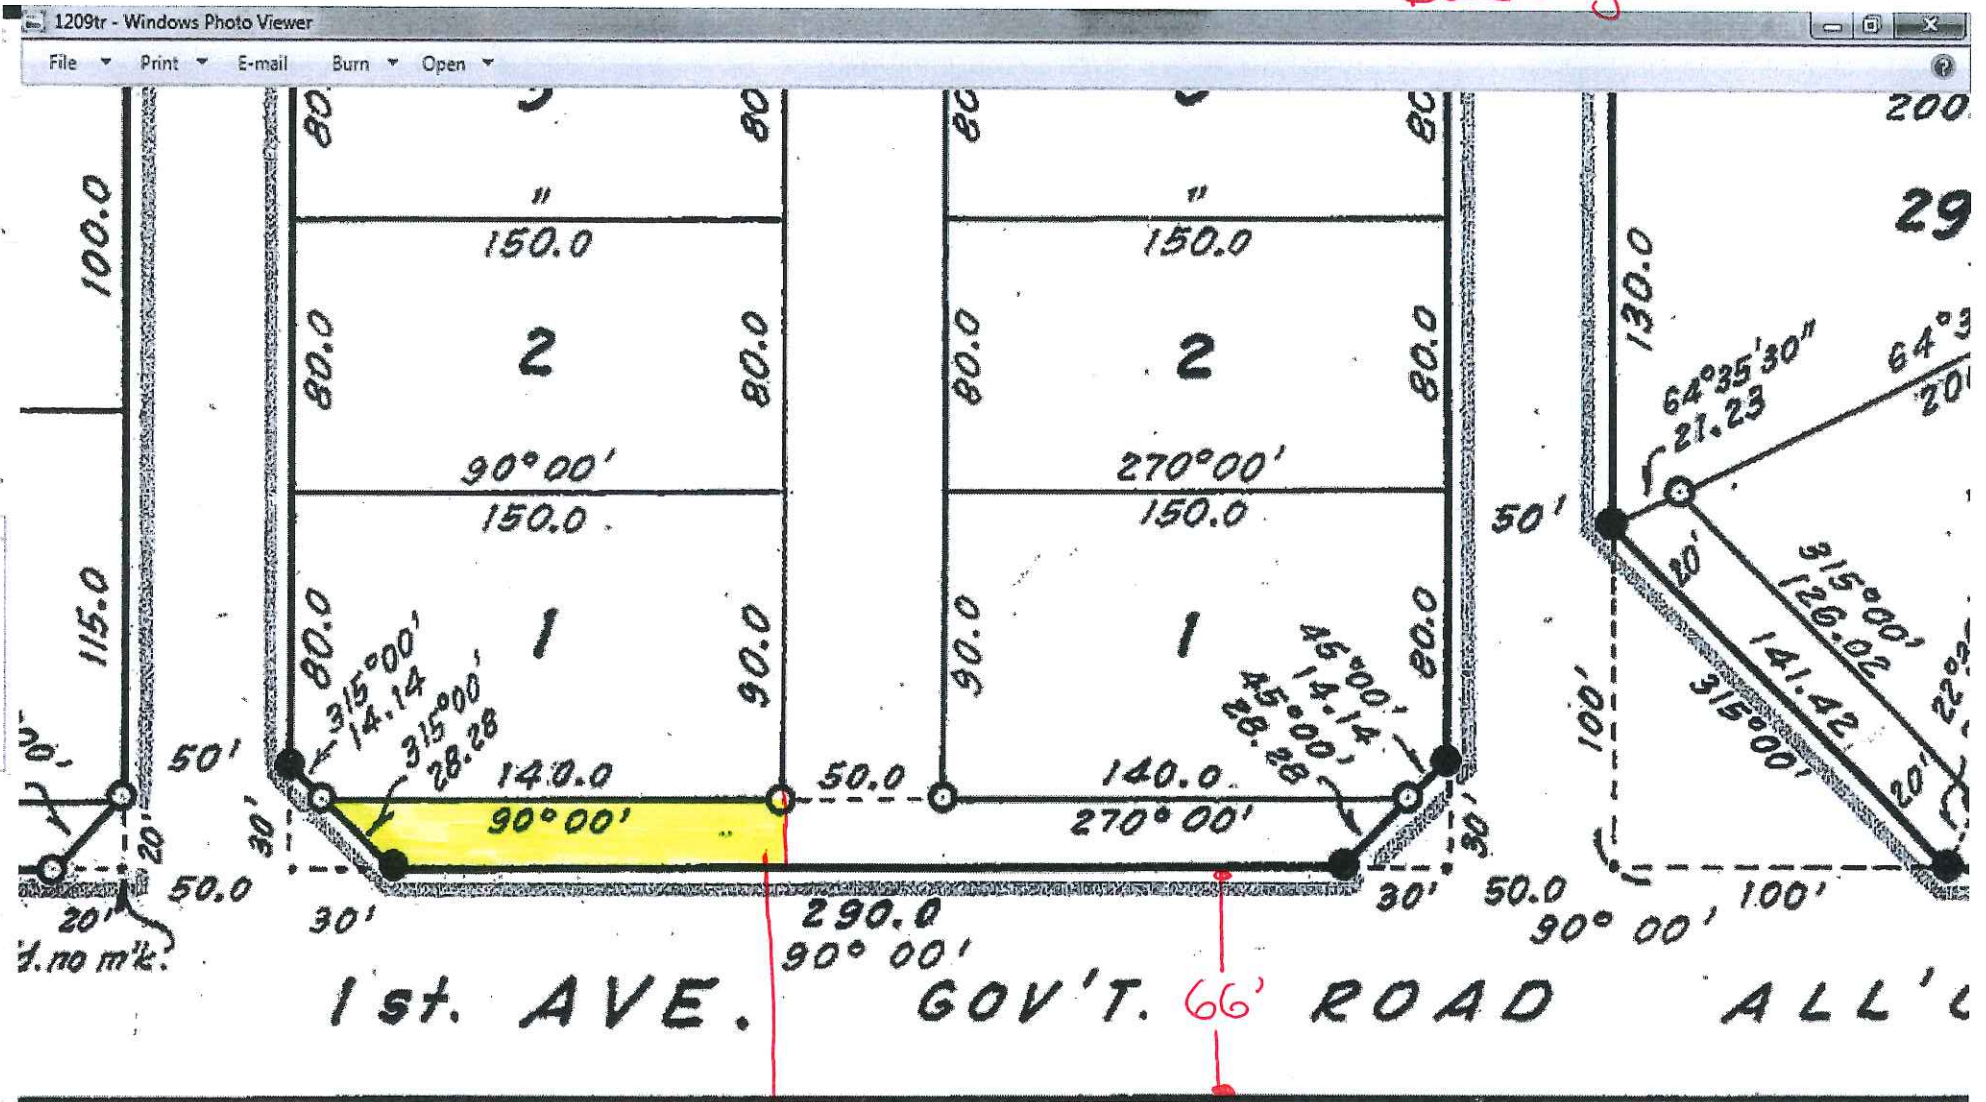 1209tr - Windows Photo Viewer
File Print E-mail Burn Open
80 80 80 80
200
100.0
" "
150.0 150.0
29
130.0
80.0 2 80.0 80.0 2 80.0
64°35'30"
21.23
90°00' 270°00'
150.0 150.0
50'
115.0
80.0 1 90.0 90.0 1 80.0
315°00'
14.14
315°00'
28.28
45°00'
14.14
45°00'
28.28
20'
315°00'
126.02
141.42
315°00'
100'
20'
50'
140.0 50.0 140.0
90°00' 270°00'
20' 30' 30'
50.0
20' 30' 290.0 30' 50.0 100'
90° 00' 90° 00'
no m'k.
1st. AVE. GOV'T. 66' ROAD ALL'